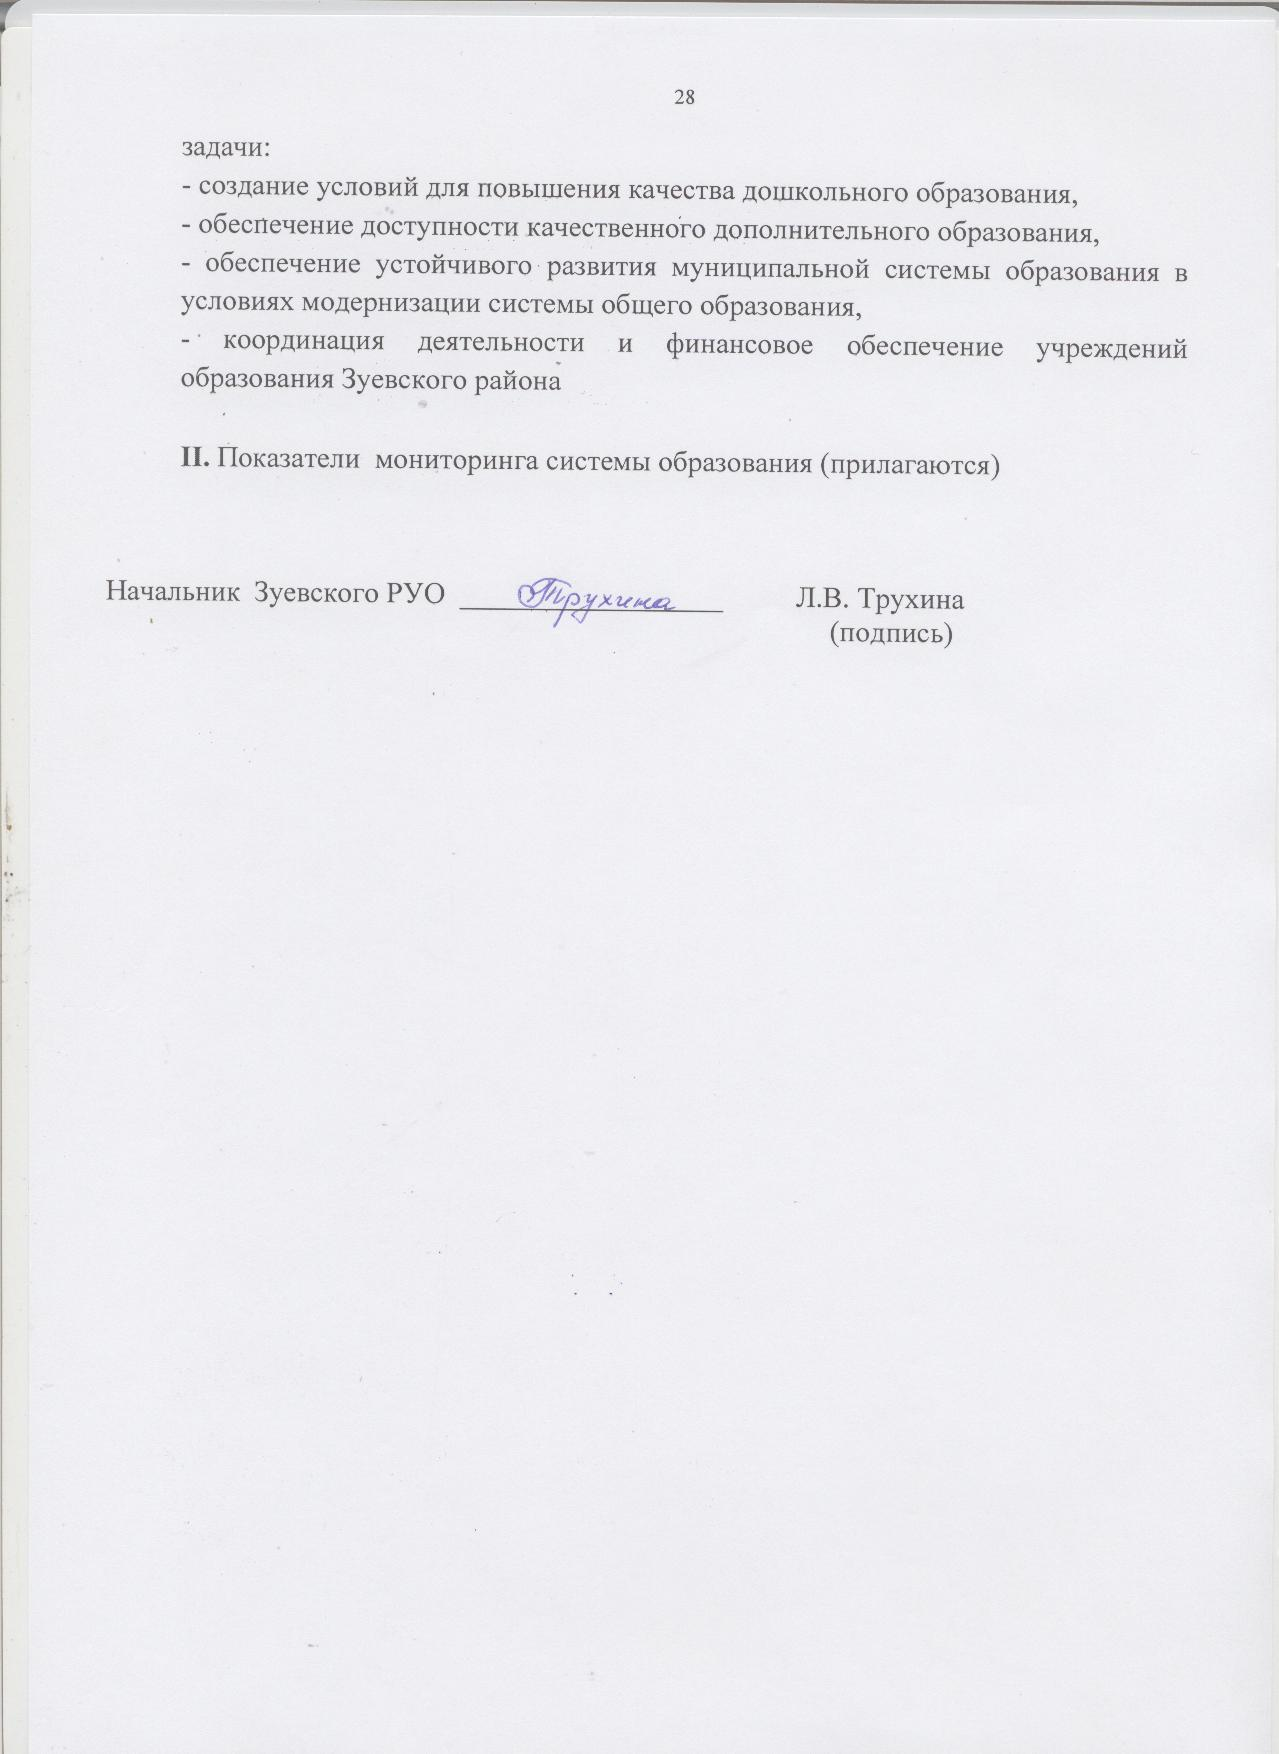 28
задачи:
- создание условий для повышения качества дошкольного образования,
- обеспечение доступности качественного дополнительного образования,
- обеспечение устойчивого развития муниципальной системы образования в
условиях модернизации системы общего образования,
- координация деятельности и финансовое обеспечение учреждений
образования Зуевского района
II. Показатели мониторинга системы образования (прилагаются)
Начальник Зуевского РУО Трухина Л.В. Трухина
(подпись)